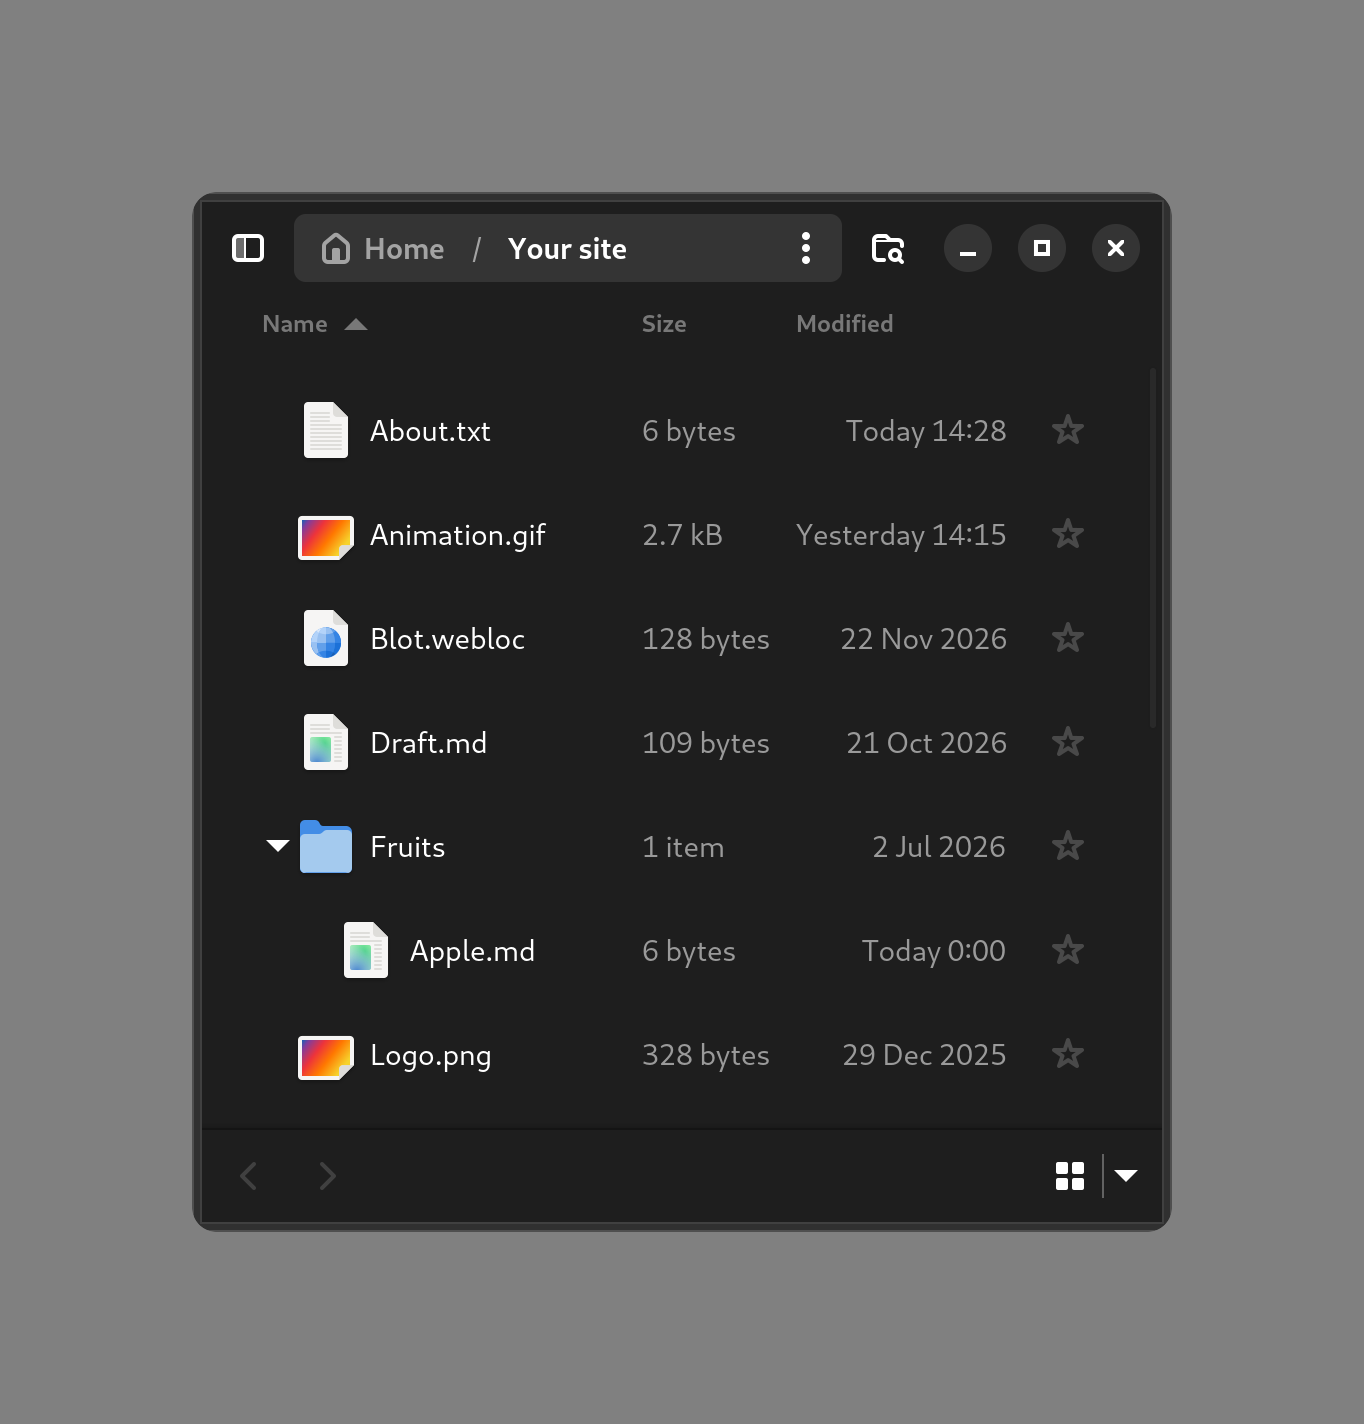 Home / Your site
Name Size Modified
About.txt 6 bytes Today 14:28
Animation.gif 2.7 kB Yesterday 14:15
Blot.webloc 128 bytes 22 Nov 2026
Draft.md 109 bytes 21 Oct 2026
Fruits 1 item 2 Jul 2026
Apple.md 6 bytes Today 0:00
Logo.png 328 bytes 29 Dec 2025